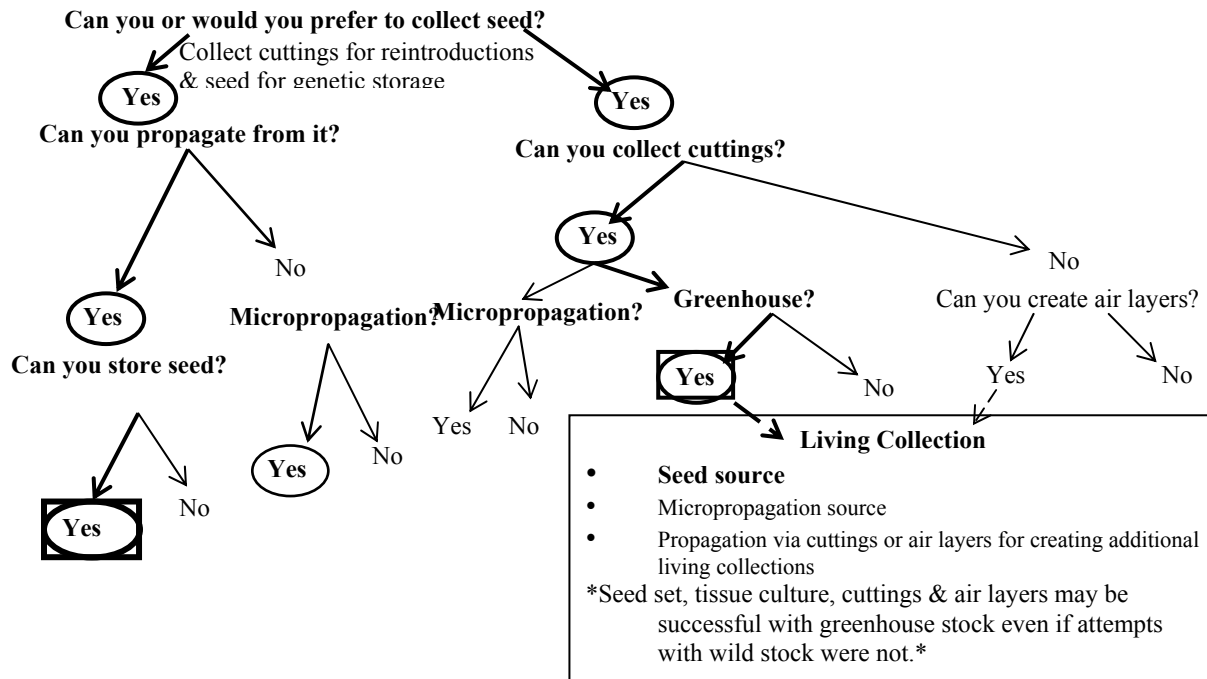 Can you or would you prefer to collect seed?
Collect cuttings for reintroductions
& seed for genetic storage
Yes
Yes
Can you propagate from it?
Can you collect cuttings?
Yes
No
No
Yes
Micropropagation?
Micropropagation?
Greenhouse?
Can you create air layers?
Can you store seed?
Yes
No
Yes
No
Yes
No
Yes
No
Living Collection
Yes
No
• Seed source
• Micropropagation source
• Propagation via cuttings or air layers for creating additional
living collections
*Seed set, tissue culture, cuttings & air layers may be
successful with greenhouse stock even if attempts
with wild stock were not.*